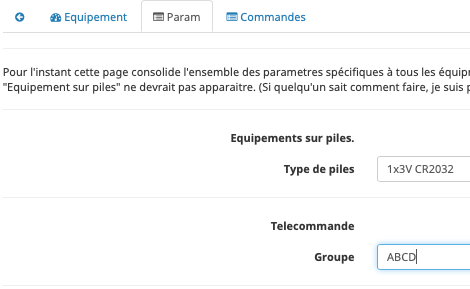 Equipement Param Commandes
Pour l'instant cette page consolide l'ensemble des parametres spécifiques à tous les
"Equipement sur piles" ne devrait pas apparaitre. (Si quelqu'un sait comment faire, je suis
Equipements sur piles.
Type de piles 1x3V CR2032
Telecommande
Groupe ABCD